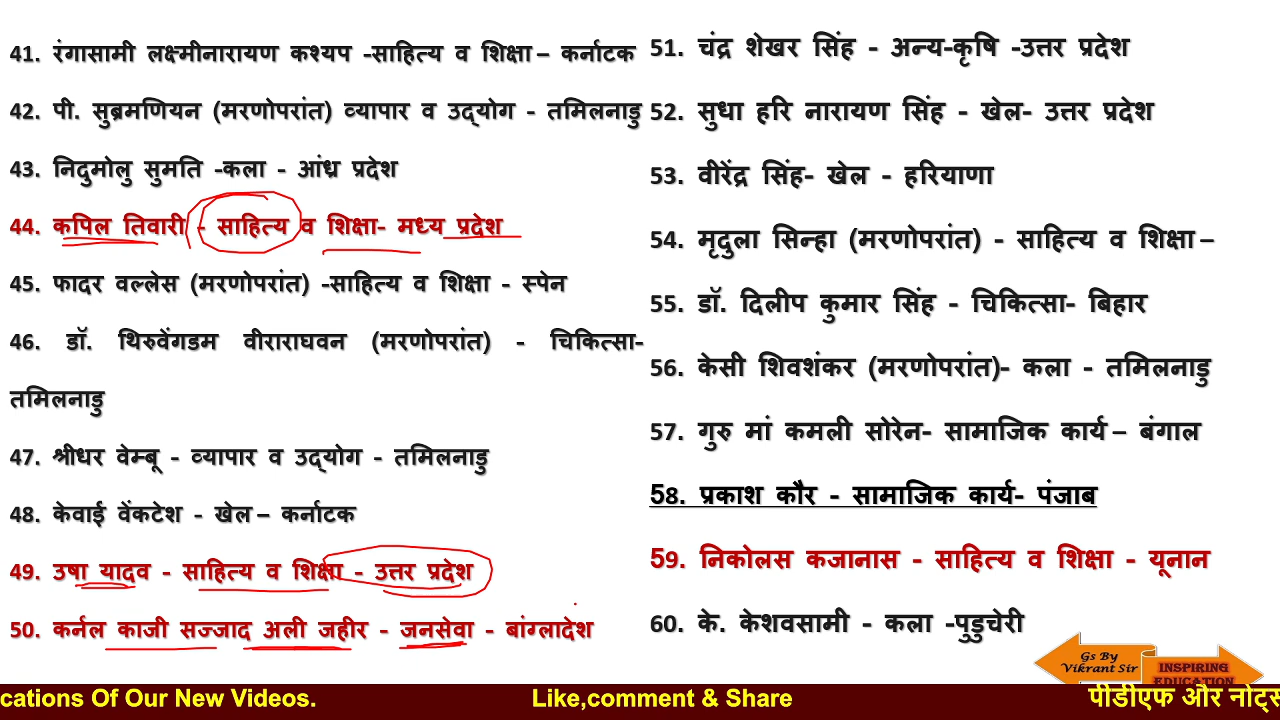 41. रंगासामी लक्ष्मीनारायण कश्यप -साहित्य व शिक्षा – कर्नाटक
42. पी. सुब्रमणियन (मरणोपरांत) व्यापार व उद्योग - तमिलनाडु
43. निदुमोलु सुमति -कला - आंध्र प्रदेश
44. कपिल तिवारी - साहित्य व शिक्षा- मध्य प्रदेश
45. फादर वल्लेस (मरणोपरांत) -साहित्य व शिक्षा - स्पेन
46. डॉ. थिरुवेंगडम वीराराघवन (मरणोपरांत) - चिकित्सा-
तमिलनाडु
47. श्रीधर वेम्बू - व्यापार व उद्योग - तमिलनाडु
48. केवाई वेंकटेश - खेल – कर्नाटक
49. उषा यादव - साहित्य व शिक्षा - उत्तर प्रदेश
50. कर्नल काजी सज्जाद अली जहीर - जनसेवा - बांग्लादेश
51. चंद्र शेखर सिंह - अन्य-कृषि -उत्तर प्रदेश
52. सुधा हरि नारायण सिंह - खेल- उत्तर प्रदेश
53. वीरेंद्र सिंह- खेल - हरियाणा
54. मृदुला सिन्हा (मरणोपरांत) - साहित्य व शिक्षा –
55. डॉ. दिलीप कुमार सिंह - चिकित्सा- बिहार
56. केसी शिवशंकर (मरणोपरांत)- कला - तमिलनाडु
57. गुरु मां कमली सोरेन- सामाजिक कार्य – बंगाल
58. प्रकाश कौर - सामाजिक कार्य- पंजाब
59. निकोलस कजानास - साहित्य व शिक्षा - यूनान
60. के. केशवसामी - कला -पुडुचेरी
Gs By
Vikrant Sir
INSPIRING
EDUCATION
cations Of Our New Videos. Like,comment & Share पीडीएफ और नोट्स